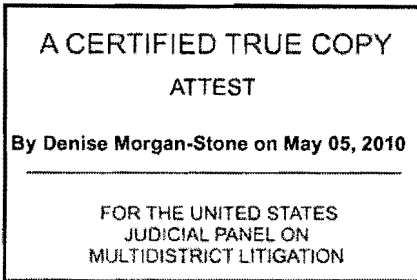 A CERTIFIED TRUE COPY
ATTEST
By Denise Morgan-Stone on May 05, 2010
FOR THE UNITED STATES
JUDICIAL PANEL ON
MULTIDISTRICT LITIGATION